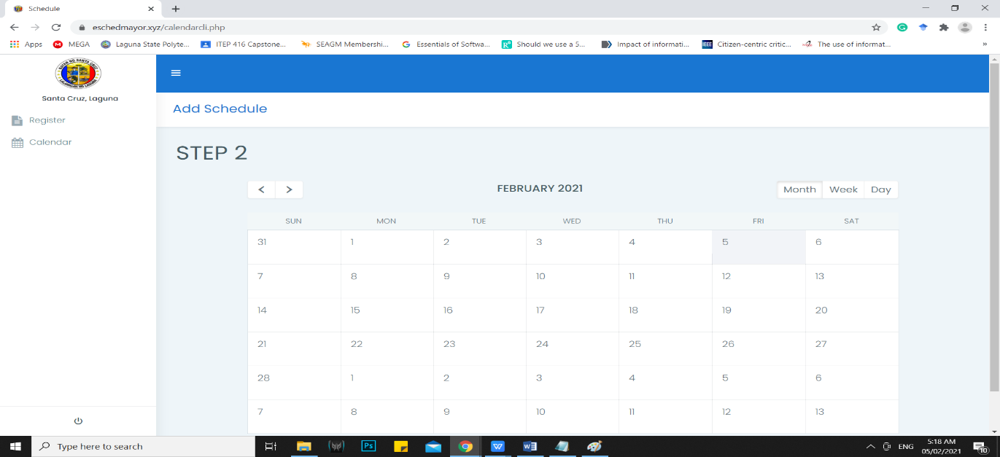 Schedule
eschedmayor.xyz/calendarcli.php
Apps MEGA Laguna State Polyte... ITEP 416 Capstone... SEAGM Membershi... Essentials of Softwa... Should we use a 5... Impact of informati... Citizen-centric critic... The use of informat... »
Santa Cruz, Laguna
Register
Calendar
Add Schedule
STEP 2
FEBRUARY 2021
Month Week Day
SUN MON TUE WED THU FRI SAT
31 1 2 3 4 5 6
7 8 9 10 11 12 13
14 15 16 17 18 19 20
21 22 23 24 25 26 27
28 1 2 3 4 5 6
7 8 9 10 11 12 13
Type here to search
Ps
ENG
5:18 AM
05/02/2021
10